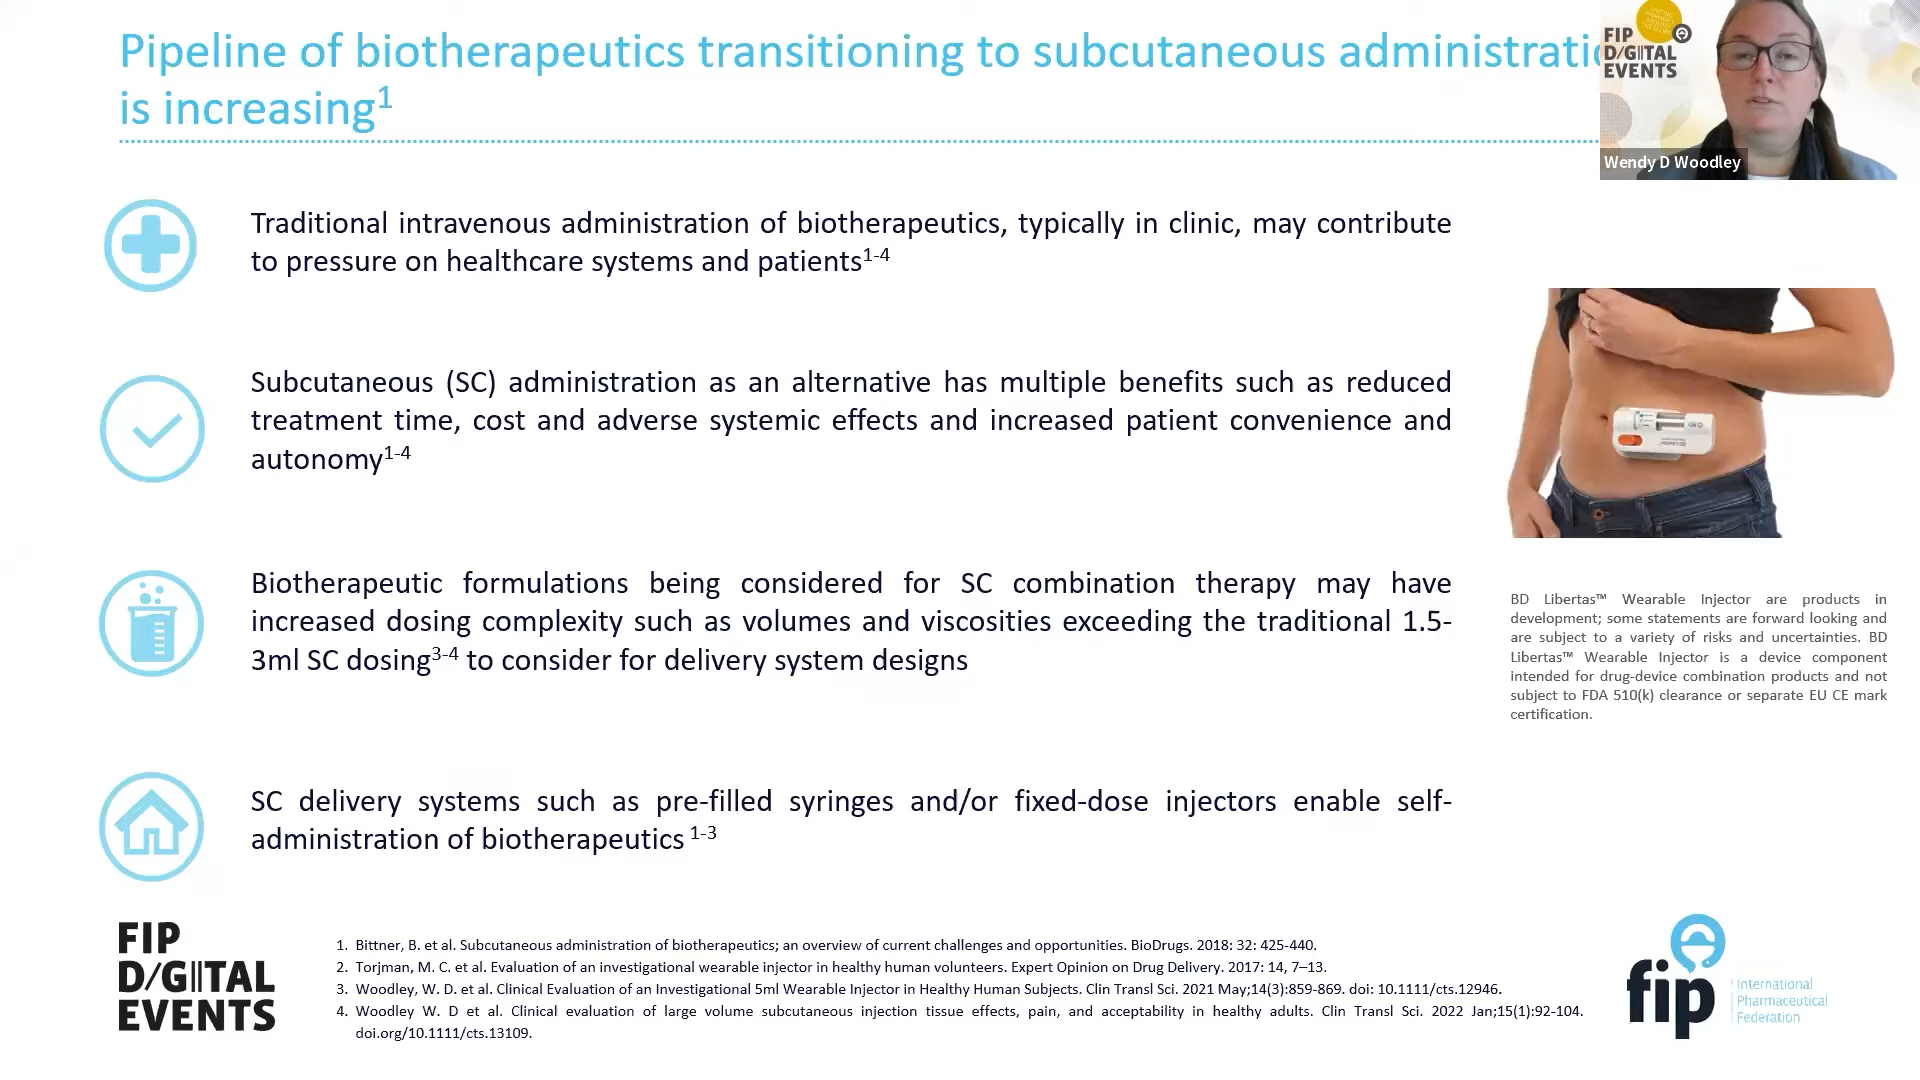 Pipeline of biotherapeutics transitioning to subcutaneous administratio
is increasing1
FIP
D/GITAL
EVENTS
Wendy D Woodley
Traditional intravenous administration of biotherapeutics, typically in clinic, may contribute
to pressure on healthcare systems and patients1-4
Subcutaneous (SC) administration as an alternative has multiple benefits such as reduced
treatment time, cost and adverse systemic effects and increased patient convenience and
autonomy1-4
Biotherapeutic formulations being considered for SC combination therapy may have
increased dosing complexity such as volumes and viscosities exceeding the traditional 1.5-
3ml SC dosing3-4 to consider for delivery system designs
SC delivery systems such as pre-filled syringes and/or fixed-dose injectors enable self-
administration of biotherapeutics 1-3
BD Libertas™ Wearable Injector are products in
development; some statements are forward looking and
are subject to a variety of risks and uncertainties. BD
Libertas™ Wearable Injector is a device component
intended for drug-device combination products and not
subject to FDA 510(k) clearance or separate EU CE mark
certification.
FIP
D/GITAL
EVENTS
1. Bittner, B. et al. Subcutaneous administration of biotherapeutics; an overview of current challenges and opportunities. BioDrugs. 2018: 32: 425-440.
2. Torjman, M. C. et al. Evaluation of an investigational wearable injector in healthy human volunteers. Expert Opinion on Drug Delivery. 2017: 14, 7–13.
3. Woodley, W. D. et al. Clinical Evaluation of an Investigational 5ml Wearable Injector in Healthy Human Subjects. Clin Transl Sci. 2021 May;14(3):859-869. doi: 10.1111/cts.12946.
4. Woodley W. D et al. Clinical evaluation of large volume subcutaneous injection tissue effects, pain, and acceptability in healthy adults. Clin Transl Sci. 2022 Jan;15(1):92-104.
doi.org/10.1111/cts.13109.
fip
International
Pharmaceutical
Federation